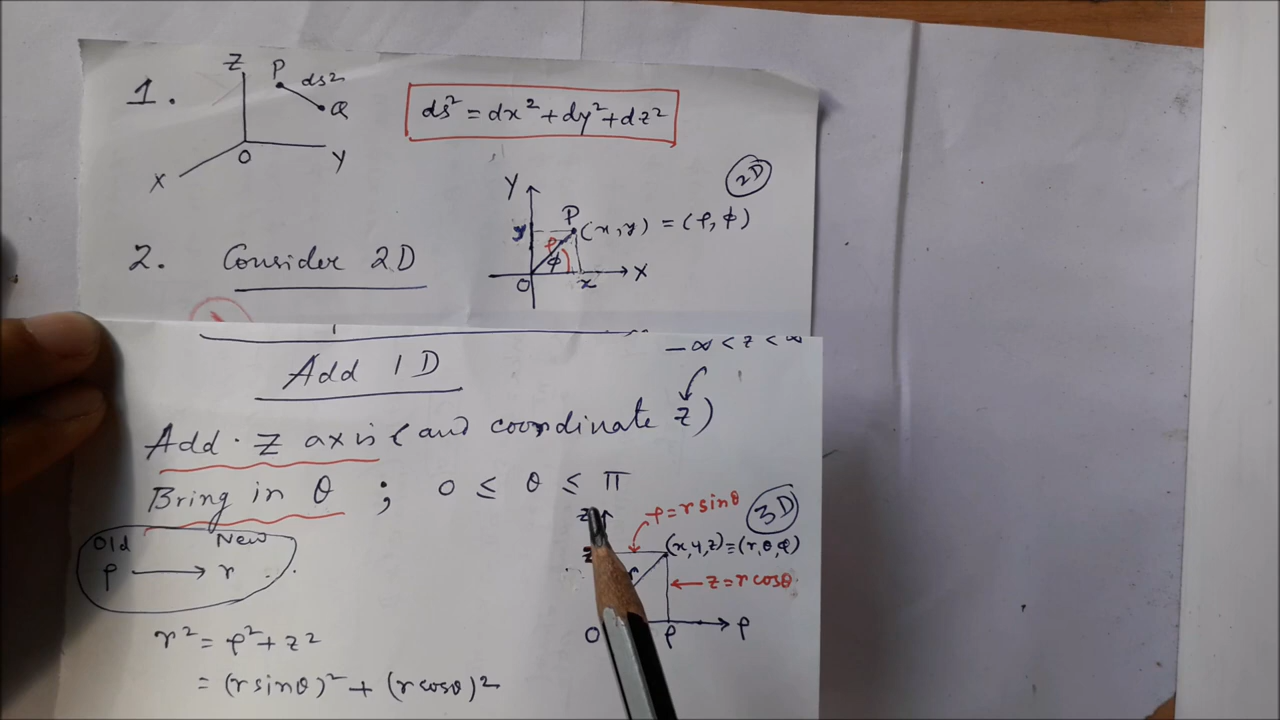 1.
Z
P
ds²
Q
O
X
Y
ds² = dx² + dy² + dz²
2D
Y
P
y
(x,y) = (ρ, ϕ)
ρ
ϕ
O
x
X
2. Consider 2D
Add 1D
-∞ < z < ∞
Add. Z axis (and coordinate z)
Bring in θ ; 0 ≤ θ ≤ π
Old New
ρ → r
z
ρ = r sinθ
3D
z
(x,y,z) = (r,θ,ϕ)
r
z = r cosθ
O
ρ
ρ
r² = ρ² + z²
= (r sinθ)² + (r cosθ)²